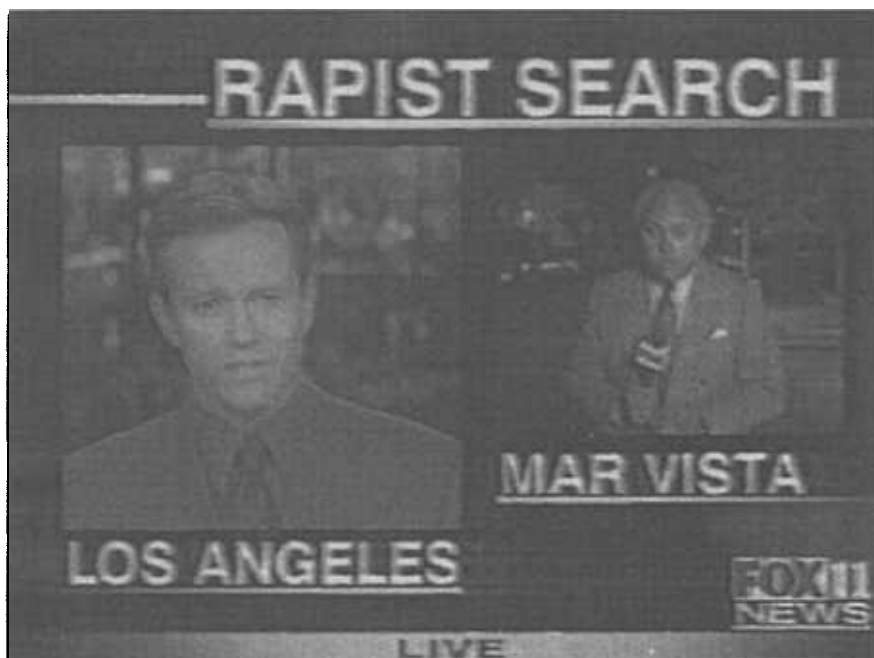 RAPIST SEARCH
MAR VISTA
LOS ANGELES
FOX 11
NEWS
LIVE